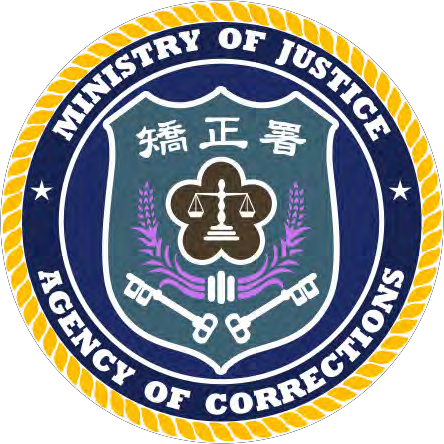 MINISTRY OF JUSTICE
矯正署
AGENCY OF CORRECTIONS